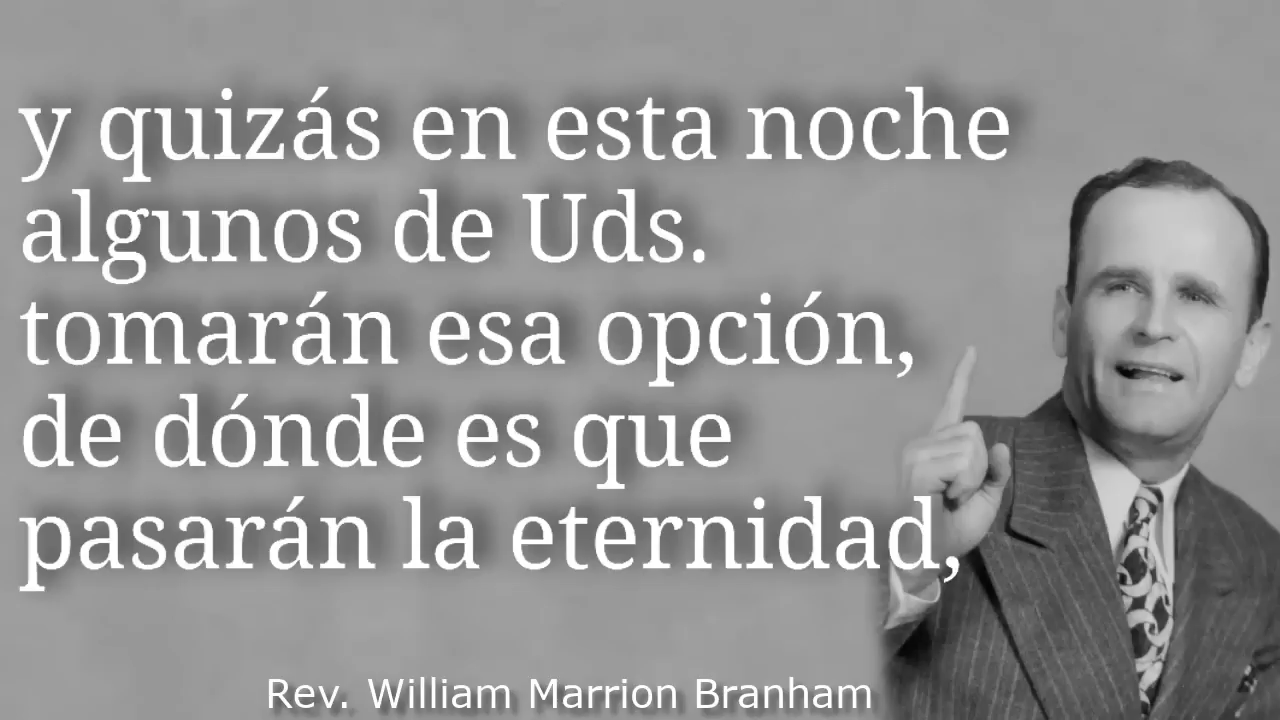 y quizás en esta noche
algunos de Uds.
tomarán esa opción,
de dónde es que
pasarán la eternidad,
Rev. William Marrion Branham